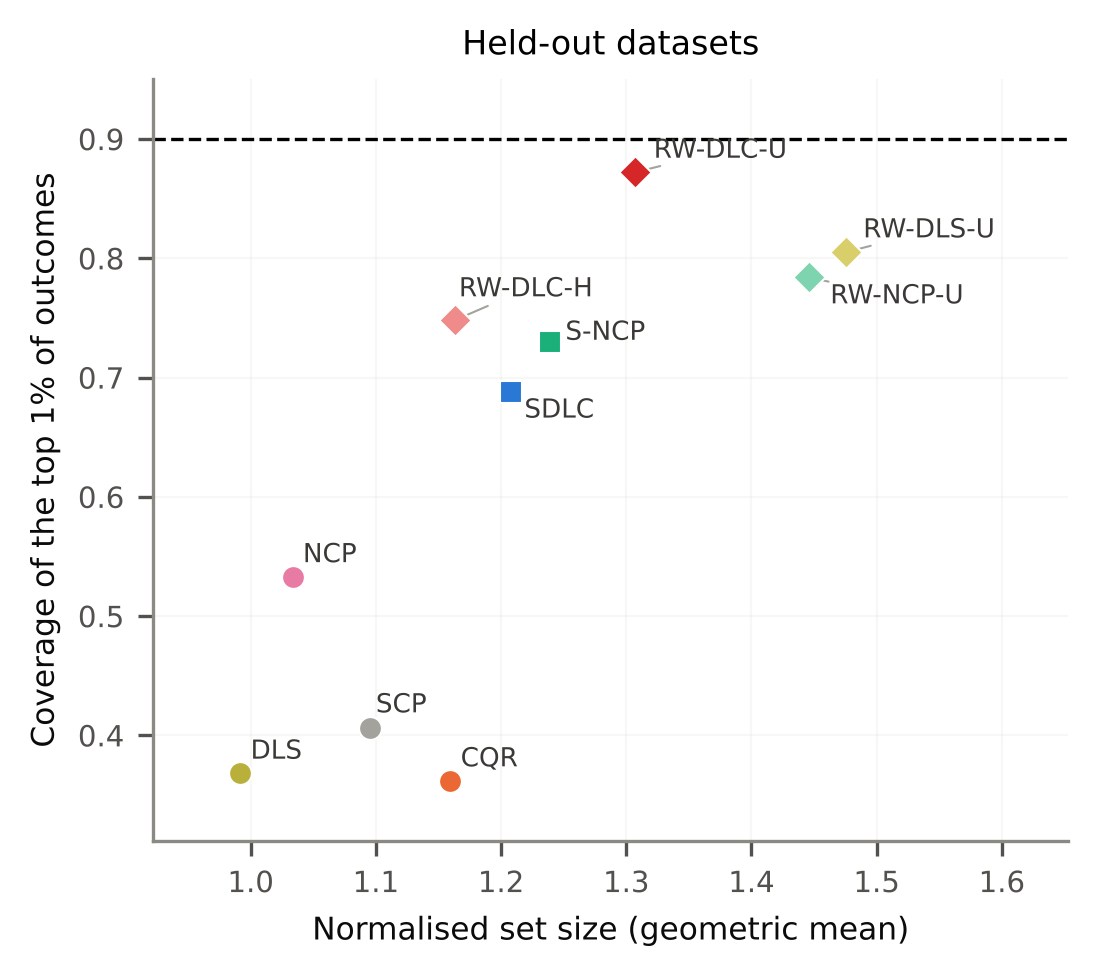 Held-out datasets
Coverage of the top 1% of outcomes
0.9
0.8
0.7
0.6
0.5
0.4
RW-DLC-U
RW-DLS-U
RW-NCP-U
RW-DLC-H
S-NCP
SDLC
NCP
SCP
DLS
CQR
1.0 1.1 1.2 1.3 1.4 1.5 1.6
Normalised set size (geometric mean)